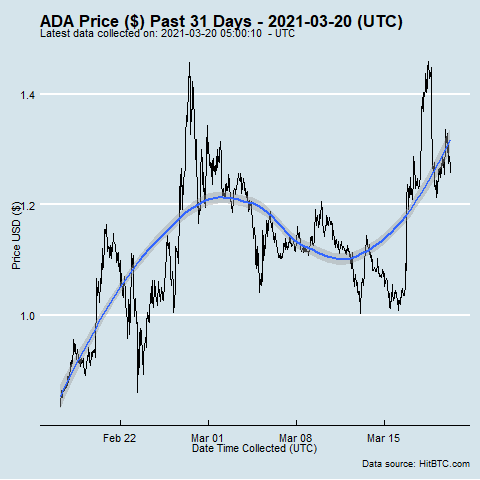 ADA Price ($) Past 31 Days - 2021-03-20 (UTC)
Latest data collected on: 2021-03-20 05:00:10 - UTC
1.4
1.2
1.0
Price USD ($)
Feb 22
Mar 01
Mar 08
Mar 15
Date Time Collected (UTC)
Data source: HitBTC.com